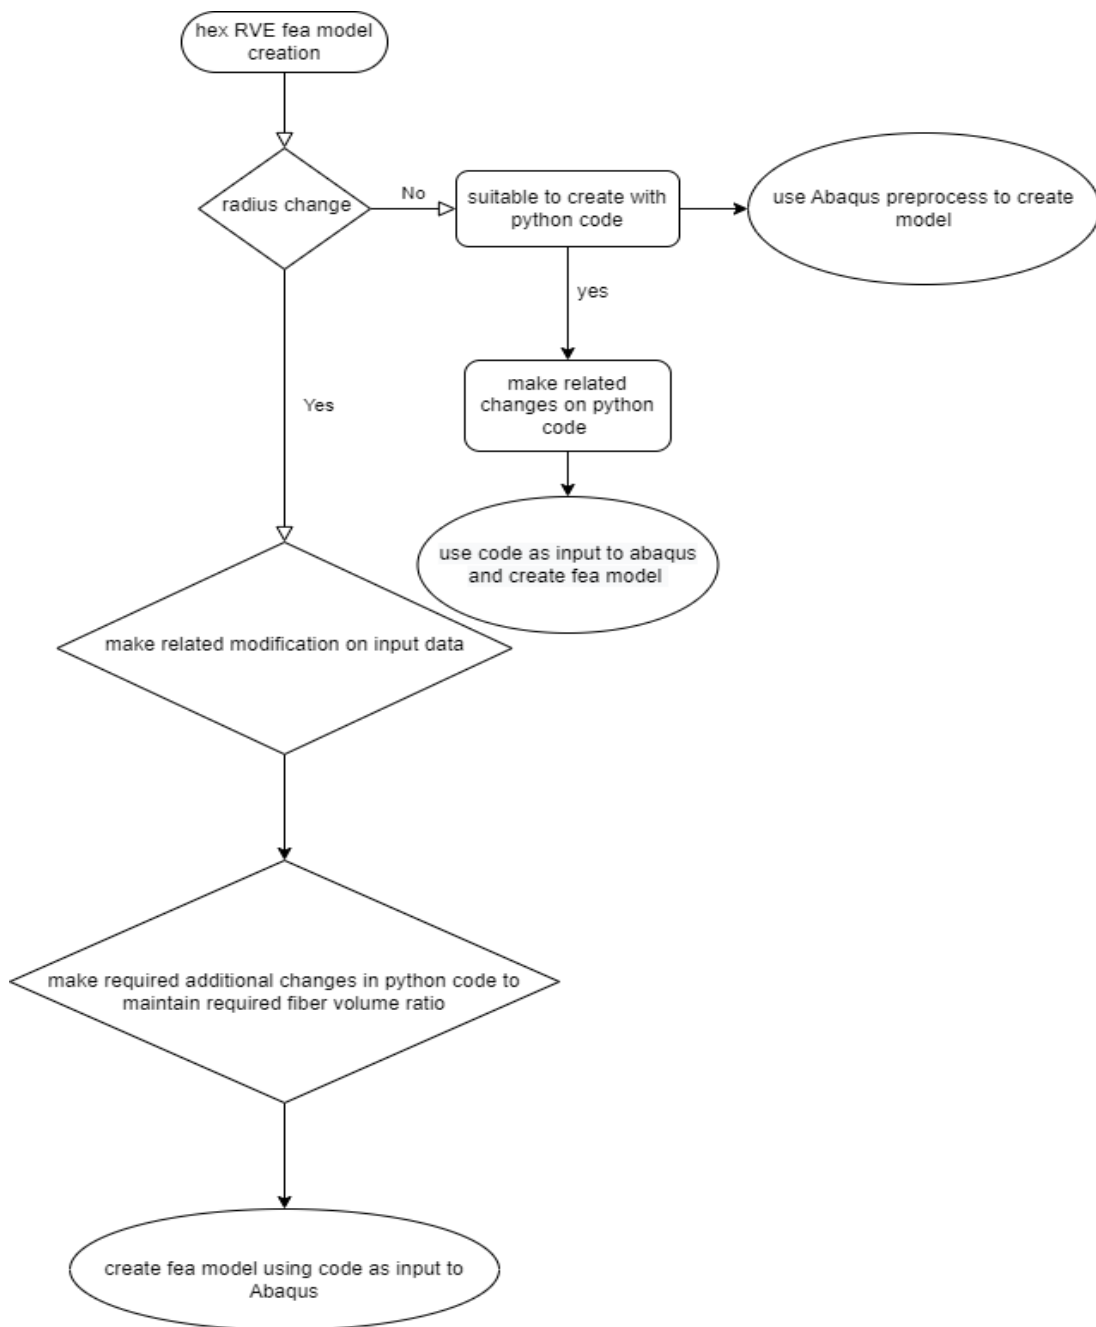 hex RVE fea model
creation
radius change
No
suitable to create with
python code
use Abaqus preprocess to create
model
yes
make related
changes on python
code
Yes
use code as input to abaqus
and create fea model
make related modification on input data
make required additional changes in python code to
maintain required fiber volume ratio
create fea model using code as input to
Abaqus